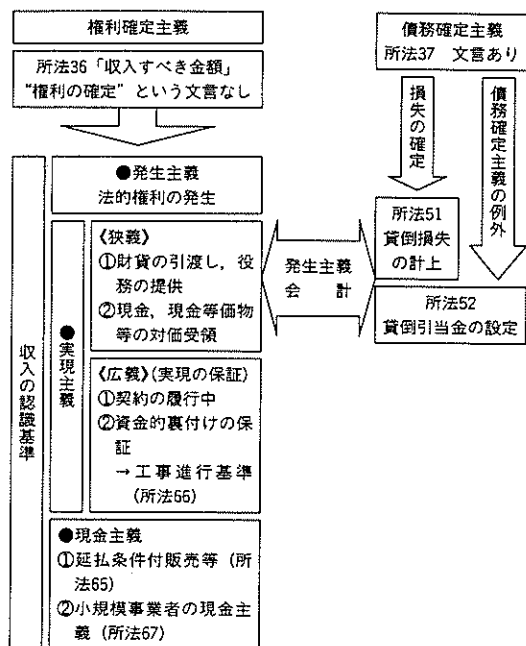 権利確定主義
所法36「収入すべき金額」
“権利の確定”という文言なし
収入の認識基準
●発生主義
法的権利の発生
●実現主義
《狭義》
①財貨の引渡し，役
務の提供
②現金，現金等価物
等の対価受領
《広義》(実現の保証)
①契約の履行中
②資金的裏付けの保
証
→工事進行基準
(所法66)
●現金主義
①延払条件付販売等（所
法65)
②小規模事業者の現金主
義（所法67)
発生主義
会計
債務確定主義
所法37　文言あり
損失の確定
債務確定主義の例外
所法51
貸倒損失
の計上
所法52
貸倒引当金の設定